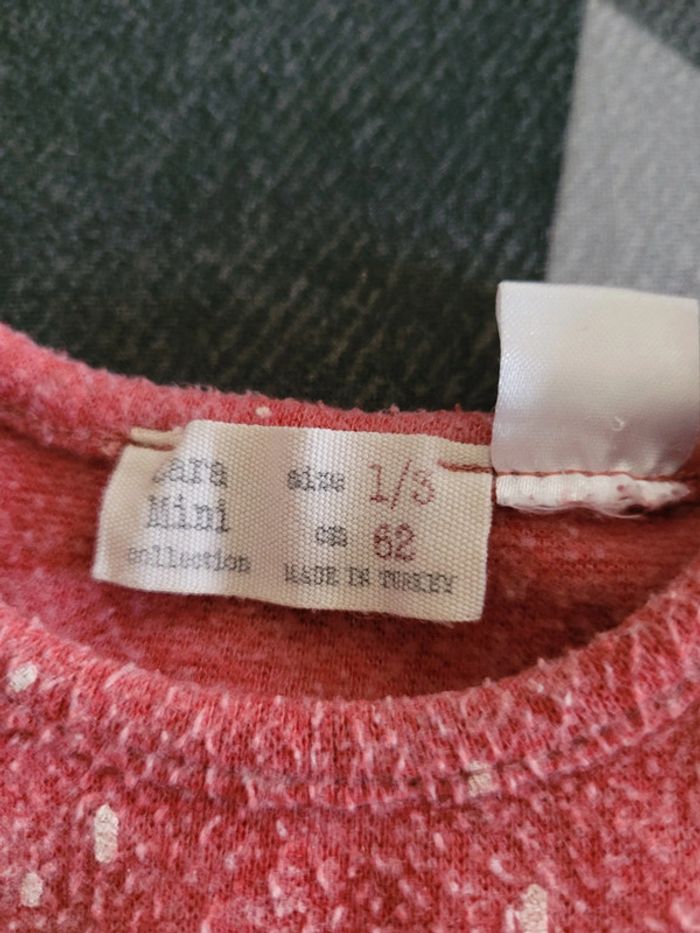 Zara size 1/3
Mini cm 62
collection MADE IN TURKEY